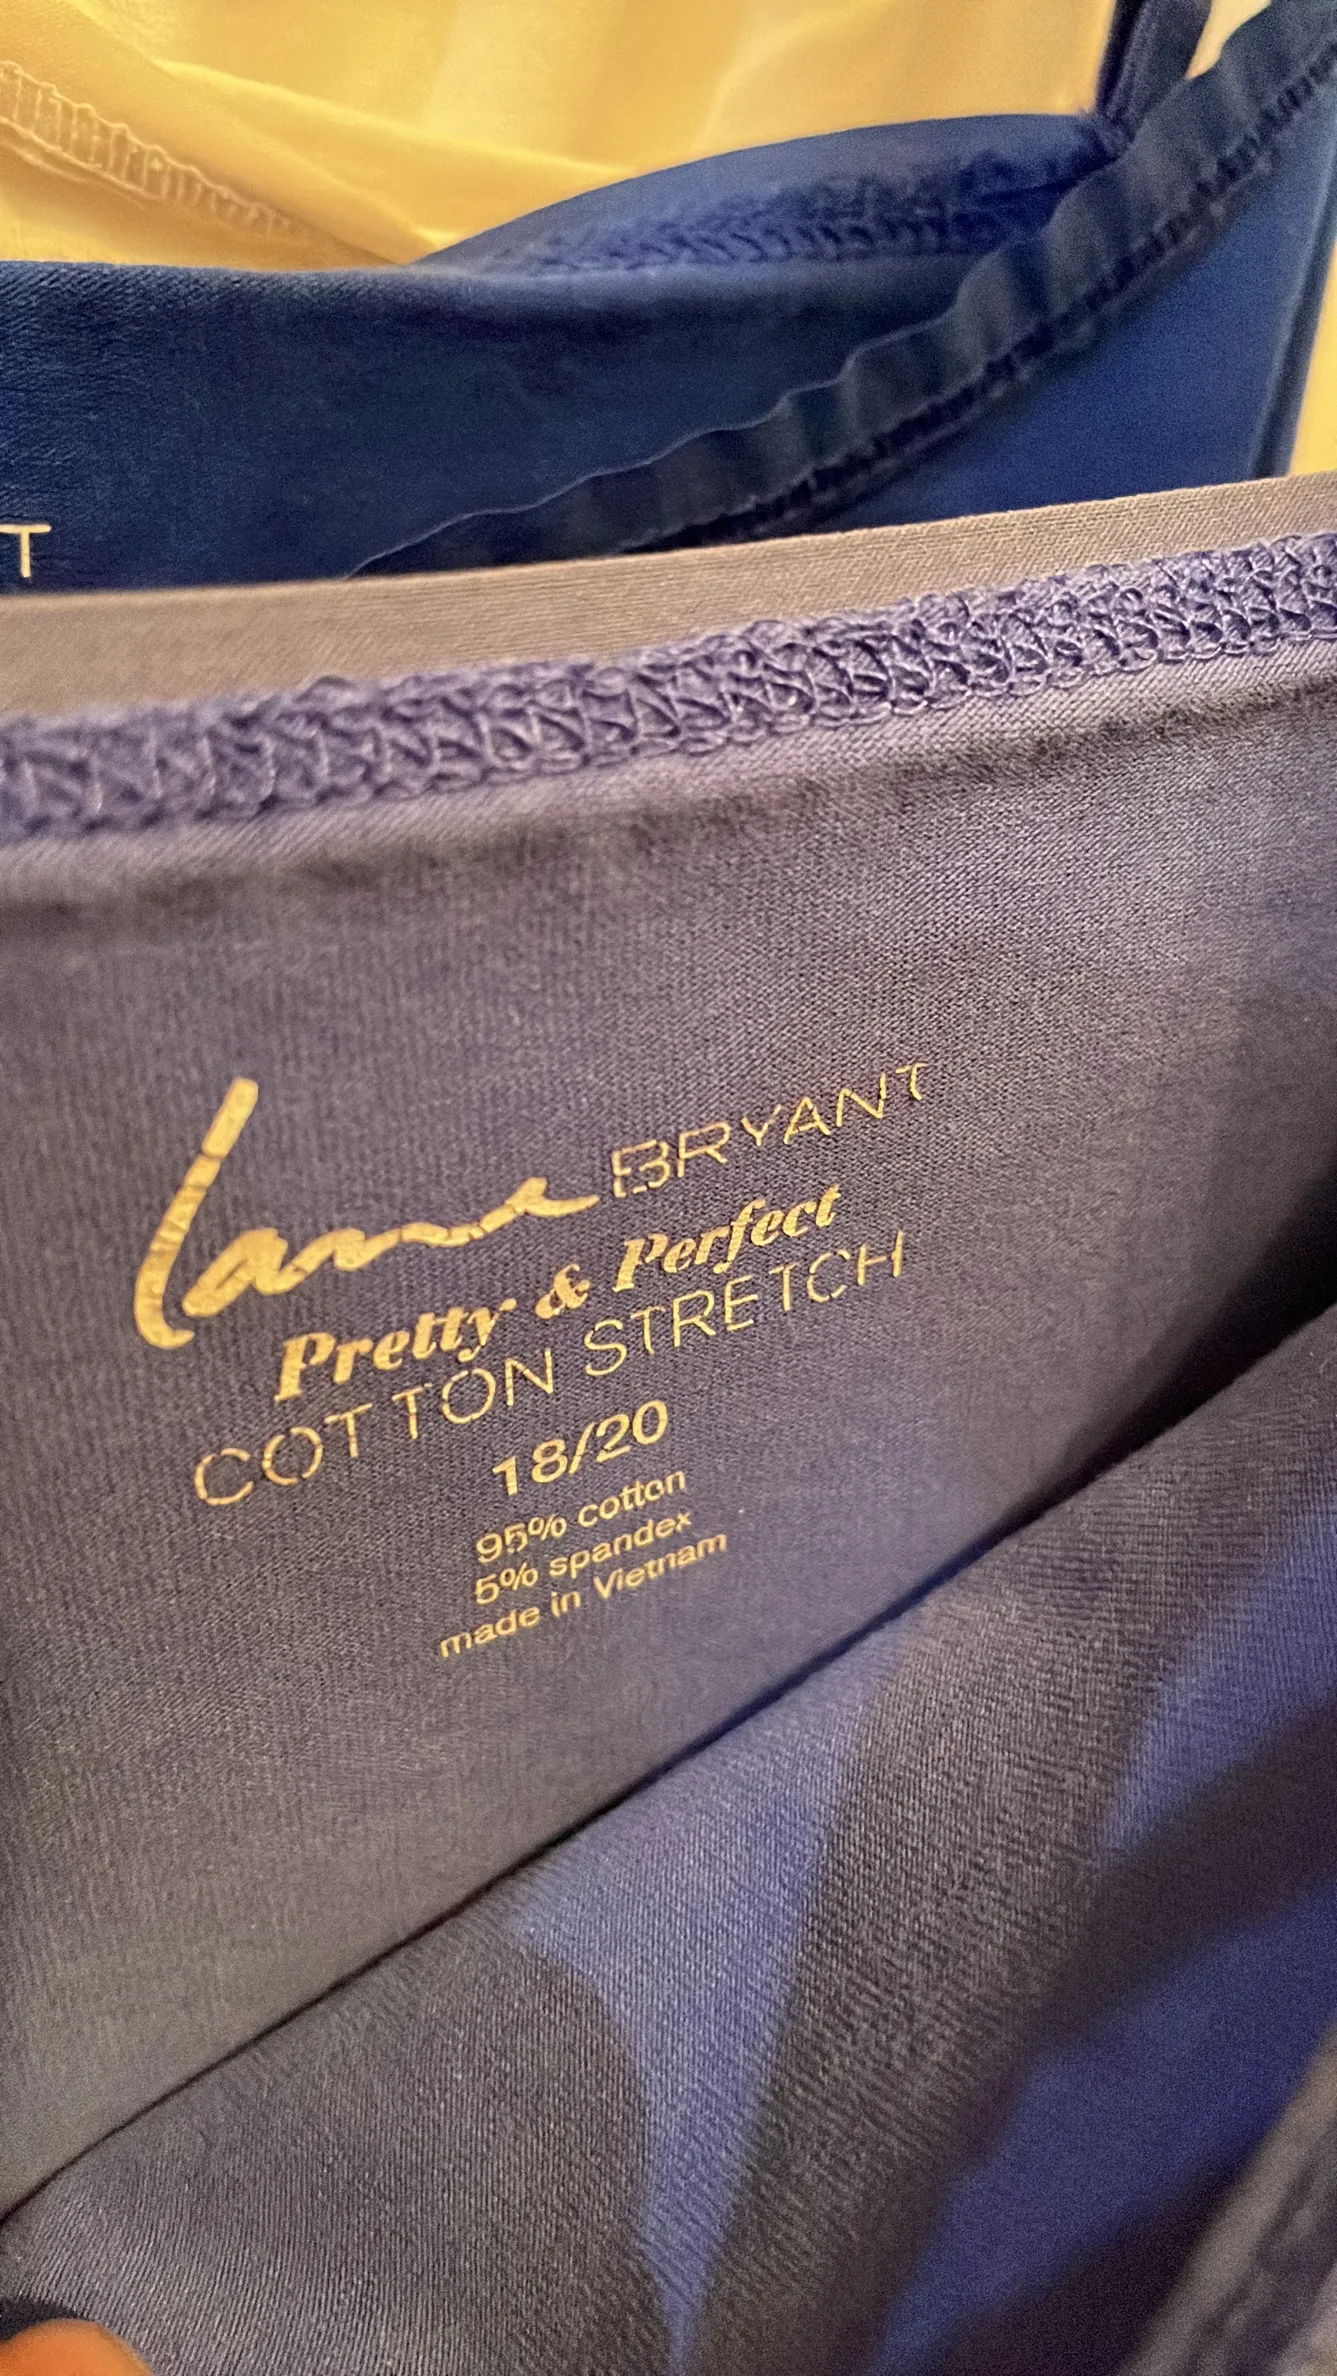 T
lane BRYANT
Pretty & Perfect
COTTON STRETCH
18/20
95% cotton
5% spandex
made in Vietnam